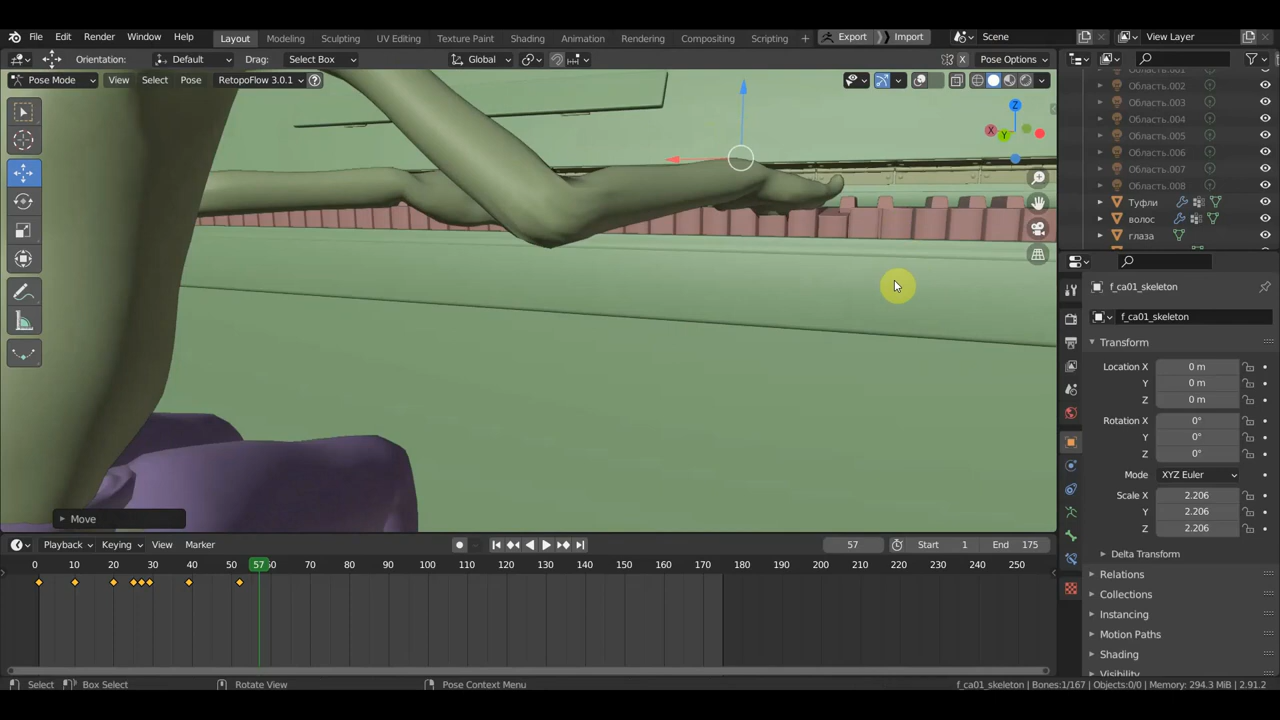 File Edit Render Window Help Layout Modeling Sculpting UV Editing Texture Paint Shading Animation Rendering Compositing Scripting + Export Import Scene View Layer
Orientation: Default Drag: Select Box Global Pose Options
Pose Mode View Select Pose RetopoFlow 3.0.1
Z
X
Y
Область.001
Область.002
Область.003
Область.004
Область.005
Область.006
Область.007
Область.008
Туфли
волос
глаза
f_ca01_skeleton
f_ca01_skeleton
Transform
Location X 0 m
Y 0 m
Z 0 m
Rotation X 0°
Y 0°
Z 0°
Mode XYZ Euler
Scale X 2.206
Y 2.206
Z 2.206
Delta Transform
Relations
Collections
Instancing
Motion Paths
Shading
Visibility
Move
Playback Keying View Marker 57 Start 1 End 175
0 10 20 30 40 50 57 60 70 80 90 100 110 120 130 140 150 160 170 180 190 200 210 220 230 240 250
Select Box Select Rotate View Pose Context Menu f_ca01_skeleton | Bones:1/167 | Objects:0/0 | Memory: 294.3 MiB | 2.91.2